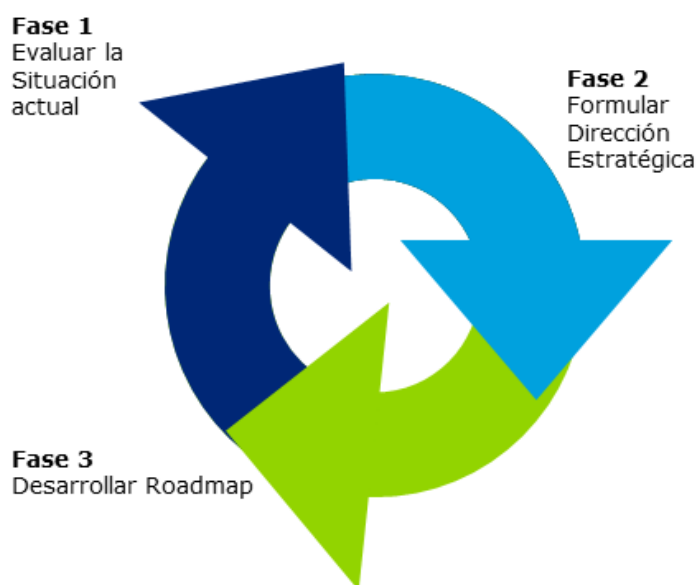 Fase 1
Evaluar la
Situación
actual
Fase 2
Formular
Dirección
Estratégica
Fase 3
Desarrollar Roadmap